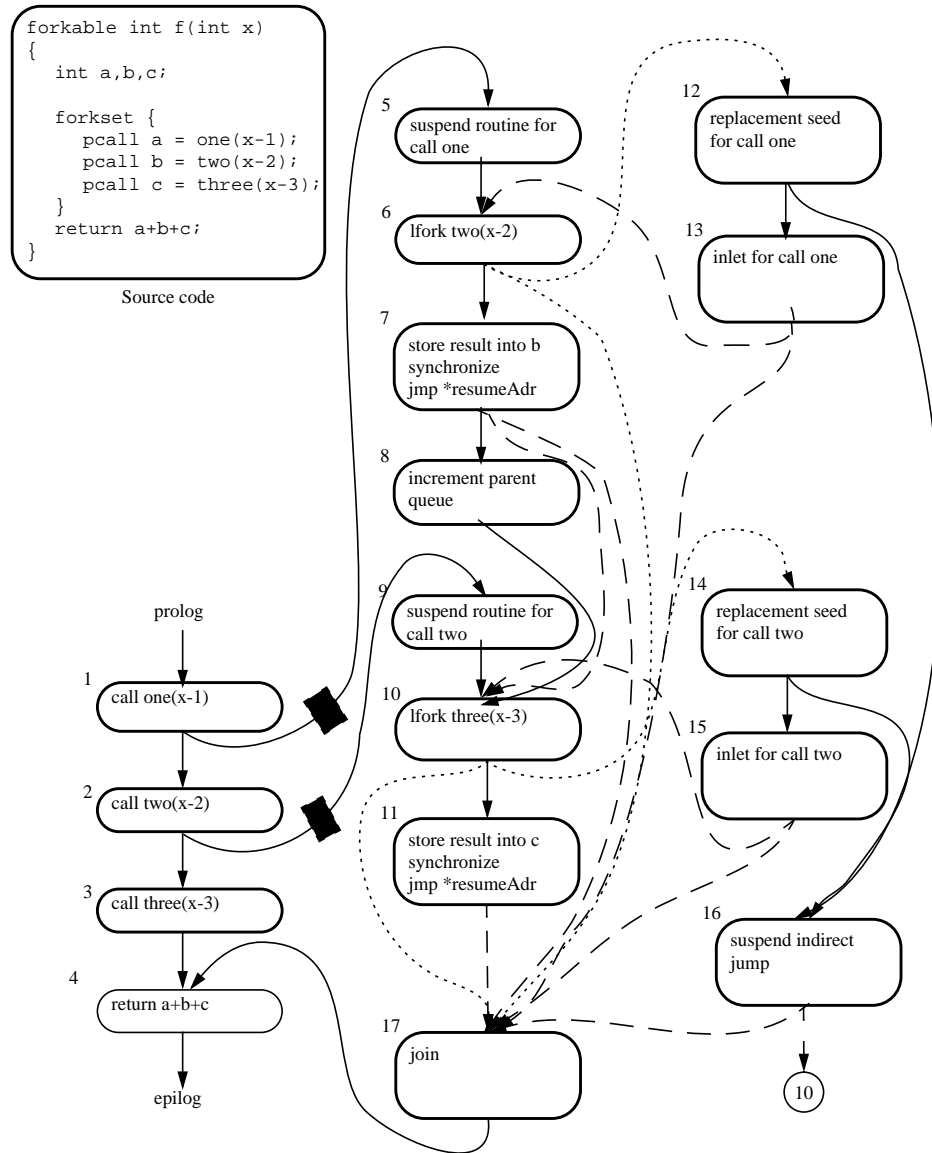 forkable int f(int x)
{
int a,b,c;
forkset {
pcall a = one(x-1);
pcall b = two(x-2);
pcall c = three(x-3);
}
return a+b+c;
}
Source code
prolog
1
call one(x-1)
2
call two(x-2)
3
call three(x-3)
4
return a+b+c
epilog
5
suspend routine for
call one
6
lfork two(x-2)
7
store result into b
synchronize
jmp *resumeAdr
8
increment parent
queue
9
suspend routine for
call two
10
lfork three(x-3)
11
store result into c
synchronize
jmp *resumeAdr
17
join
12
replacement seed
for call one
13
inlet for call one
14
replacement seed
for call two
15
inlet for call two
16
suspend indirect
jump
10